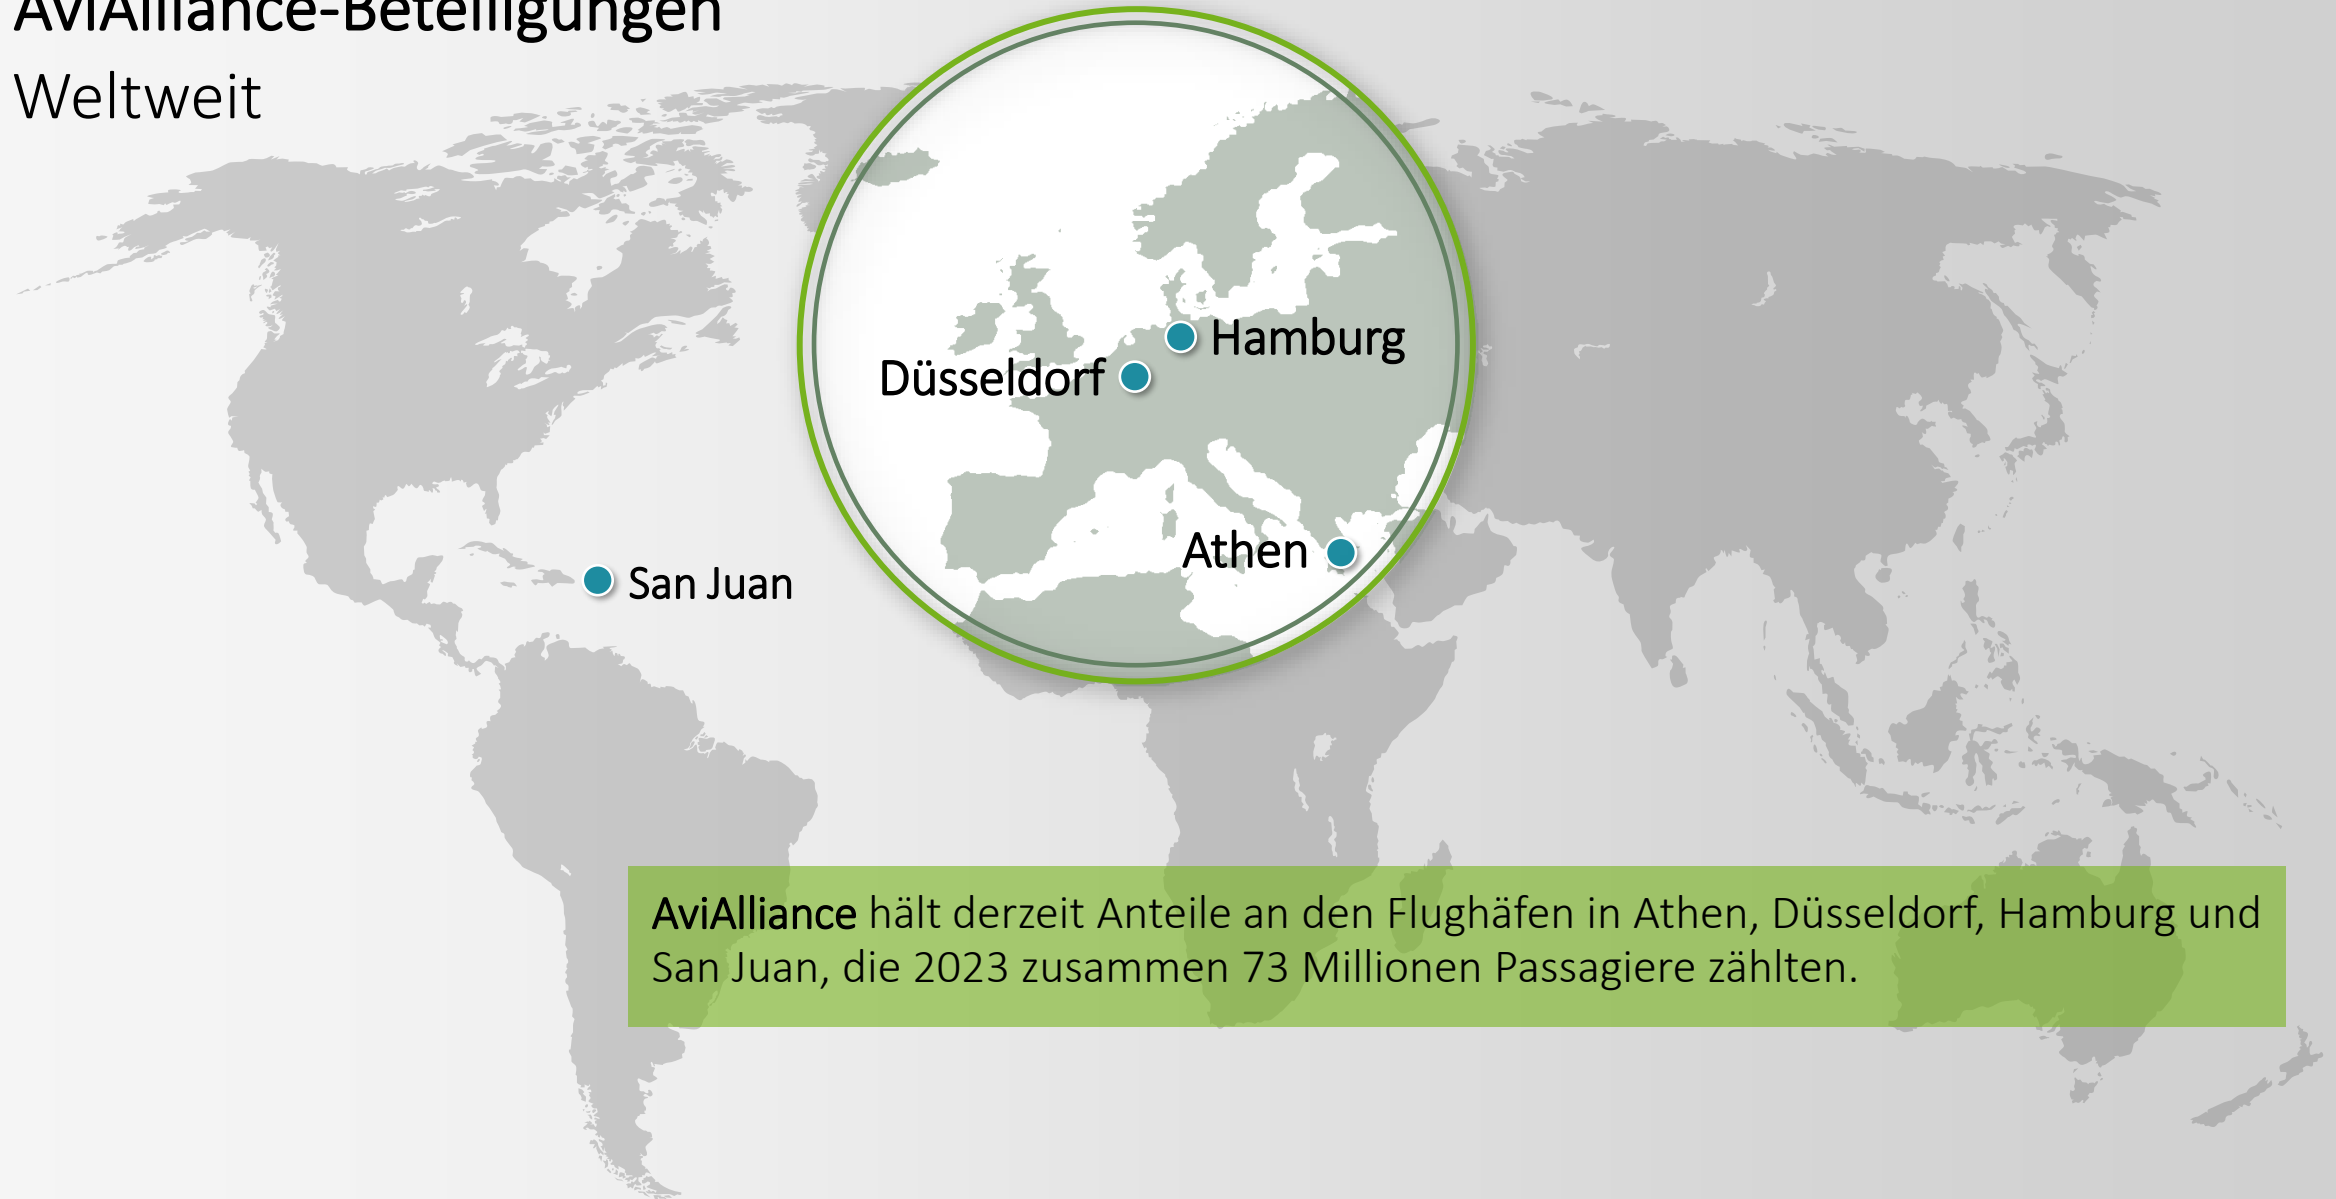 AviAlliance-Beteiligungen
Weltweit
Hamburg
Düsseldorf
Athen
San Juan
AviAlliance hält derzeit Anteile an den Flughäfen in Athen, Düsseldorf, Hamburg und
San Juan, die 2023 zusammen 73 Millionen Passagiere zählten.